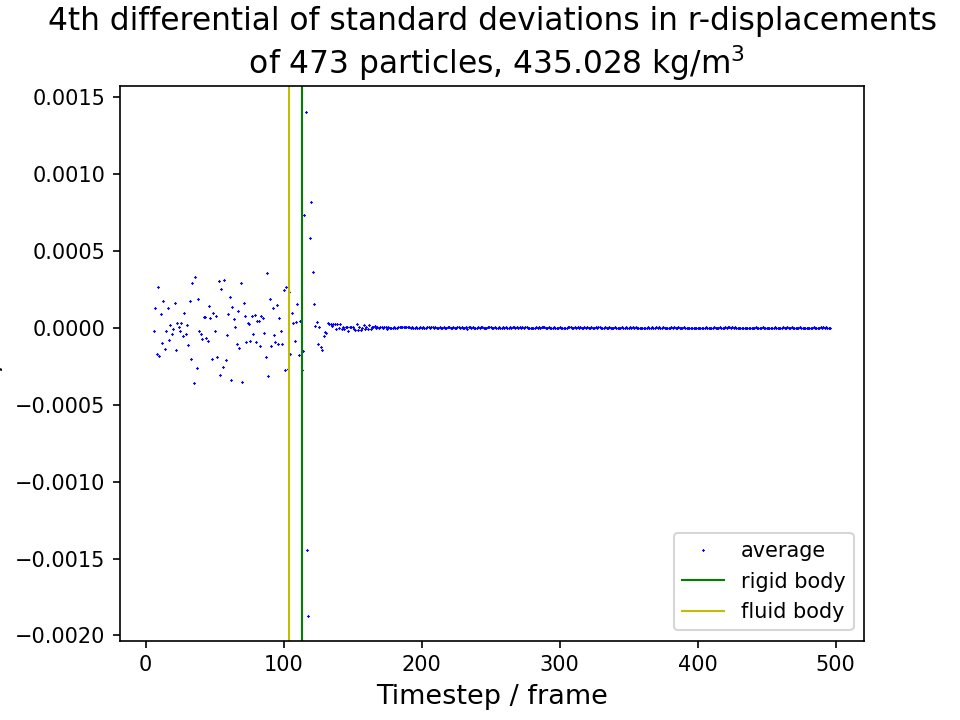 4th differential of standard deviations in r-displacements
of 473 particles, 435.028 kg/m³
0.0015
0.0010
0.0005
0.0000
−0.0005
−0.0010
−0.0015
−0.0020
0 100 200 300 400 500
Timestep / frame
average
rigid body
fluid body